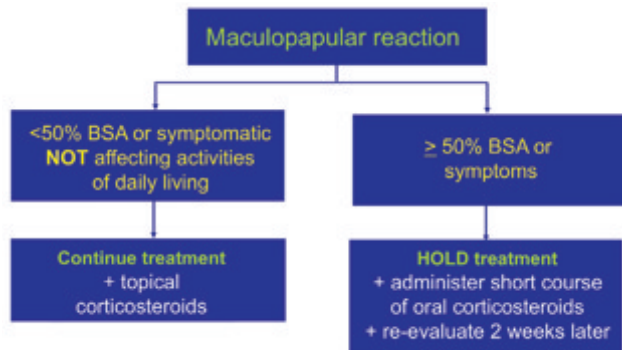 Maculopapular reaction
<50% BSA or symptomatic
NOT affecting activities
of daily living
≥ 50% BSA or
symptoms
Continue treatment
+ topical
corticosteroids
HOLD treatment
+ administer short course
of oral corticosteroids
+ re-evaluate 2 weeks later